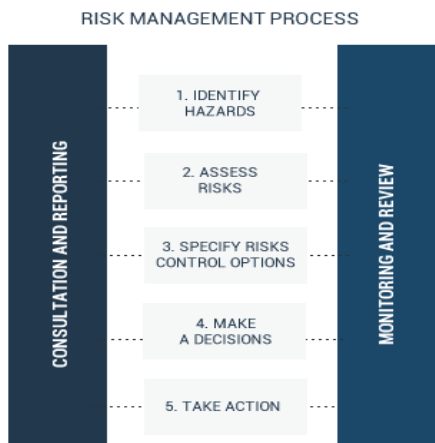 RISK MANAGEMENT PROCESS
CONSULTATION AND REPORTING
1. IDENTIFY
HAZARDS
2. ASSESS
RISKS
3. SPECIFY RISKS
CONTROL OPTIONS
4. MAKE
A DECISIONS
5. TAKE ACTION
MONITORING AND REVIEW